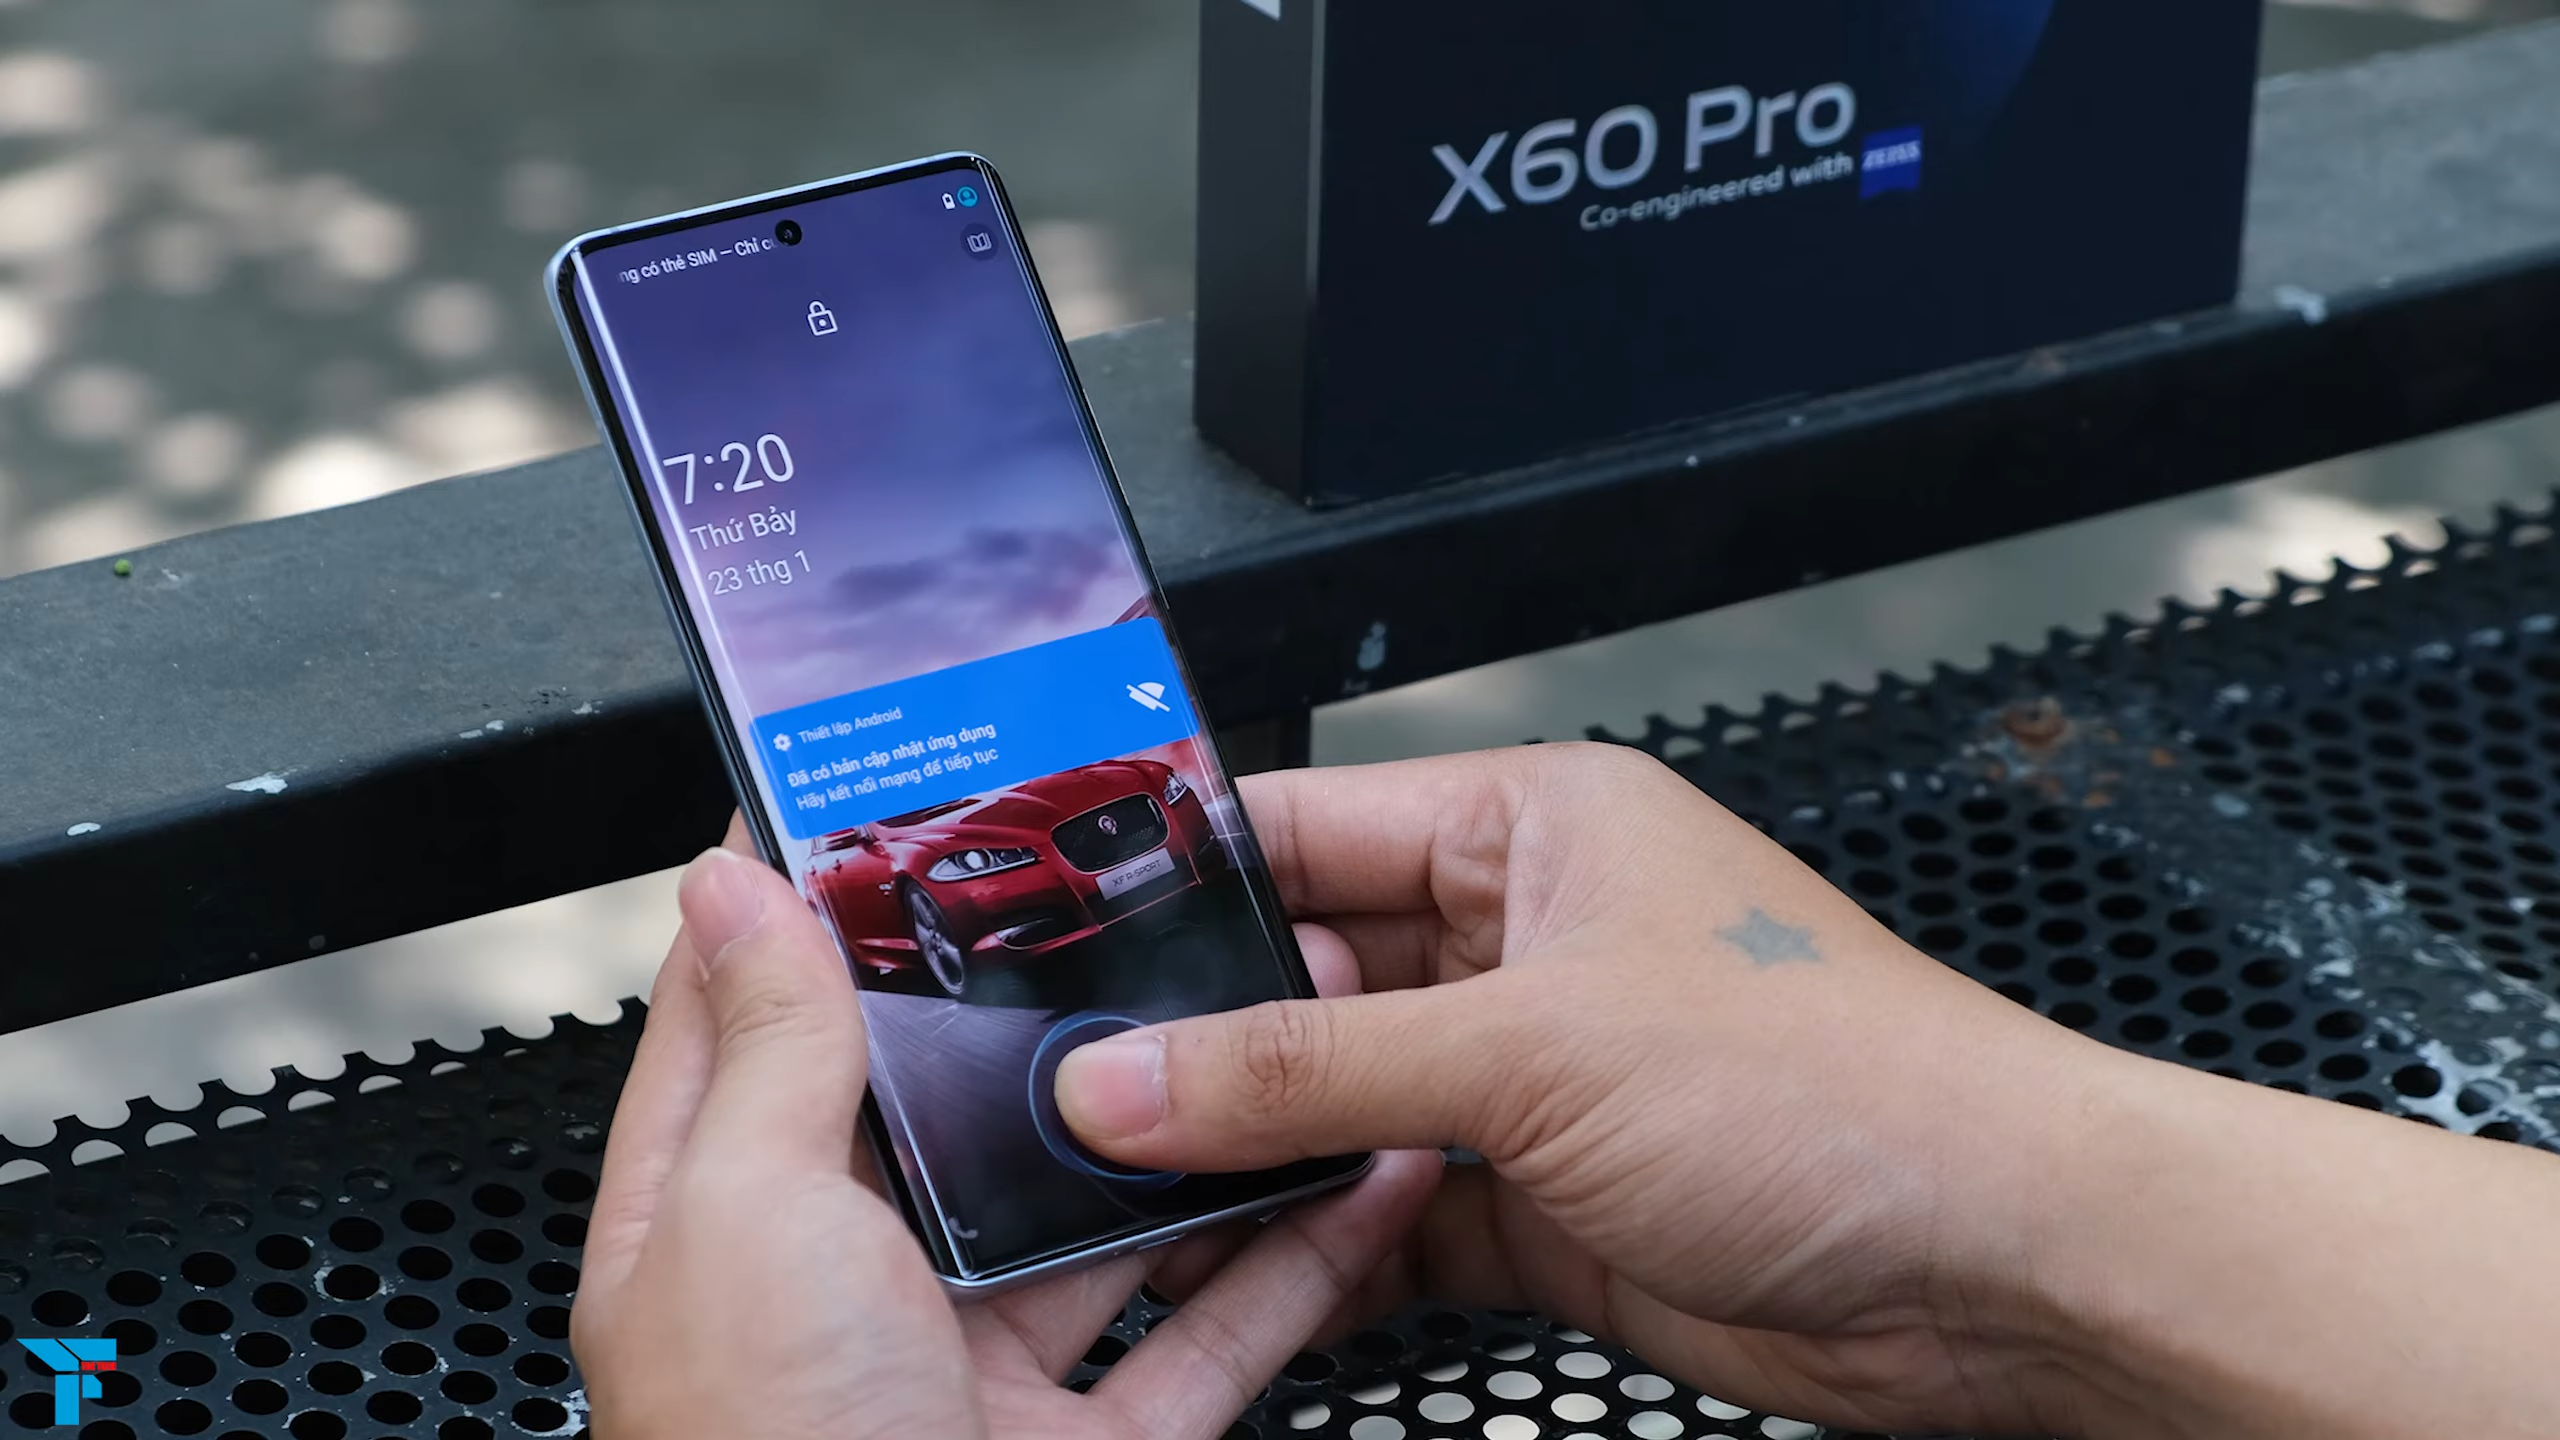 X60 Pro
Co-engineered with ZEISS
ng có thẻ SIM – Chỉ c
7:20
Thứ Bảy
23 thg 1
Thiết lập Android
Đã có bản cập nhật ứng dụng
Hãy kết nối mạng để tiếp tục
XF R-SPORT